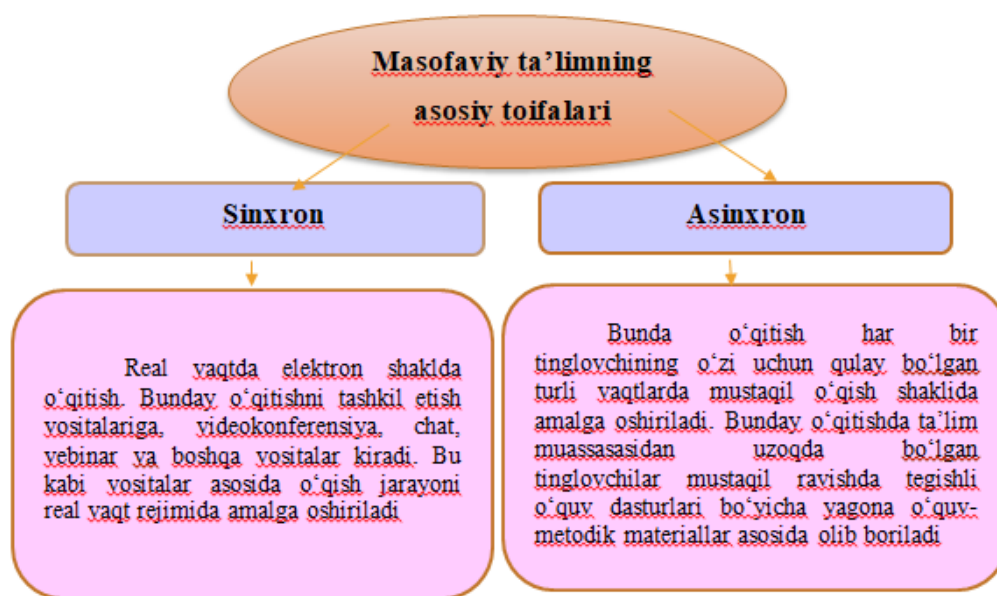 Masofaviy ta’limning
asosiy toifalari
Sinxron
Asinxron
Real vaqtda elektron shaklda
o‘qitish. Bunday o‘qitishni tashkil etish
vositalariga, videokonferensiya, chat,
vebinar va boshqa vositalar kiradi. Bu
kabi vositalar asosida o‘qish jarayoni
real vaqt rejimida amalga oshiriladi
Bunda o‘qitish har bir
tinglovchining o‘zi uchun qulay bo‘lgan
turli vaqtlarda mustaqil o‘qish shaklida
amalga oshiriladi. Bunday o‘qitishda ta’lim
muassasasidan uzoqda bo‘lgan
tinglovchilar mustaqil ravishda tegishli
o‘quv dasturlari bo‘yicha yagona o‘quv-
metodik materiallar asosida olib boriladi